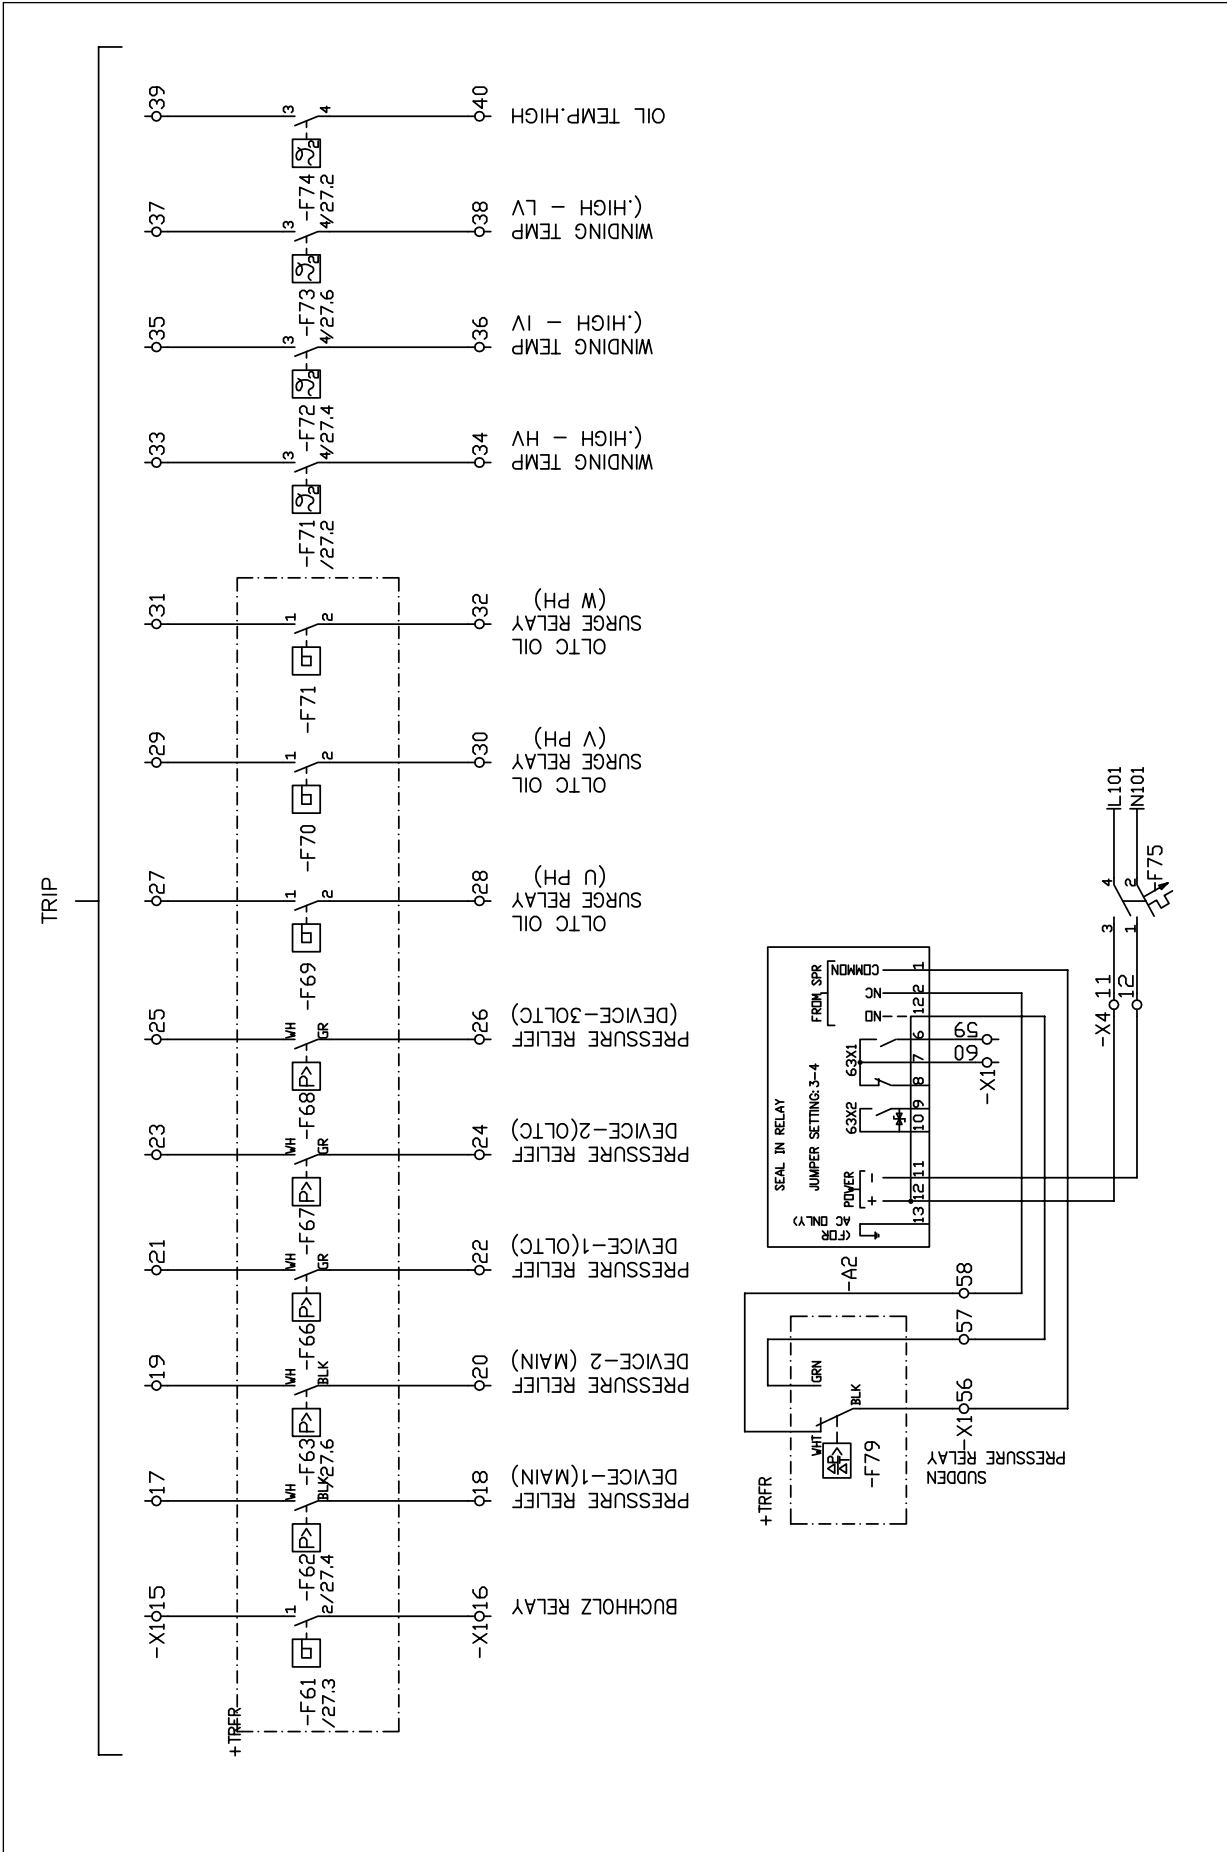 TRIP
39
3
4
-F74
/27.2
40
OIL TEMP.HIGH
37
3
4
-F73
/27.6
38
WINDING TEMP
(.HIGH - LV
35
3
4
-F72
/27.4
36
WINDING TEMP
(.HIGH - IV
33
3
4
-F71
/27.2
34
WINDING TEMP
(.HIGH - HV
31
1
2
-F71
32
OLTC OIL
SURGE RELAY
(W PH)
29
1
2
-F70
30
OLTC OIL
SURGE RELAY
(V PH)
27
1
2
-F69
28
OLTC OIL
SURGE RELAY
(U PH)
25
WH
GR
P>
-F68
26
PRESSURE RELIEF
(DEVICE-3OLTC)
23
WH
GR
P>
-F67
24
PRESSURE RELIEF
DEVICE-2(OLTC)
21
WH
GR
P>
-F66
22
PRESSURE RELIEF
DEVICE-1(OLTC)
19
WH
BLK
P>
-F63
/27.6
20
PRESSURE RELIEF
DEVICE-2 (MAIN)
17
WH
BLK
P>
-F62
/27.4
18
PRESSURE RELIEF
DEVICE-1(MAIN)
-X1
15
1
2
-F61
/27.3
-X1
16
BUCHHOLZ RELAY
+TRFR
L101
N101
4
2
-F75
3
1
-X4
11
12
SEAL IN RELAY
JUMPER SETTING:3-4
FROM SPR
COMMON
NC
NO
63X1
63X2
POWER
- +
(FOR
AC ONLY)
1
2
12
6
7
8
9
10
11
12
13
59
60
-X1
-A2
58
57
-X1
56
+TRFR
GRN
WHT
BLK
ΔP>
ΔT
-F79
SUDDEN
PRESSURE RELAY